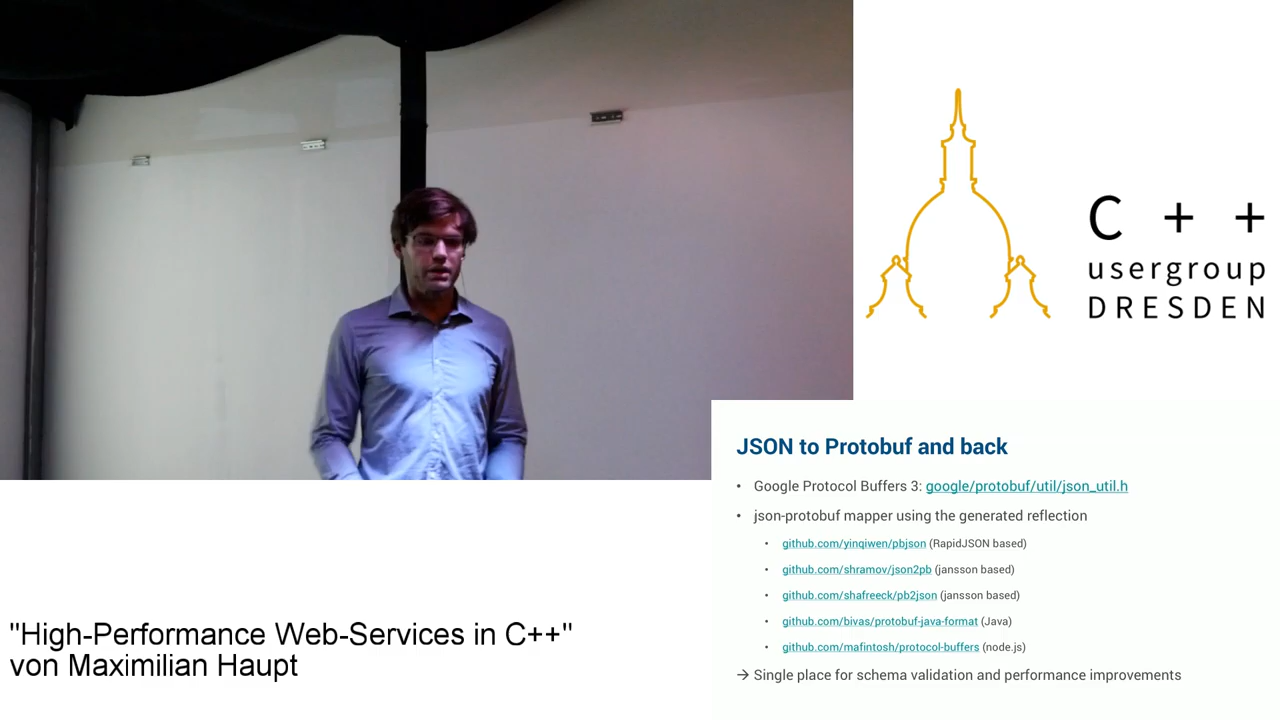 C + +
usergroup
DRESDEN
JSON to Protobuf and back
• Google Protocol Buffers 3: google/protobuf/util/json_util.h
• json-protobuf mapper using the generated reflection
• github.com/yinqiwen/pbjson (RapidJSON based)
• github.com/shramov/json2pb (jansson based)
• github.com/shafreeck/pb2json (jansson based)
• github.com/bivas/protobuf-java-format (Java)
• github.com/mafintosh/protocol-buffers (node.js)
→ Single place for schema validation and performance improvements
"High-Performance Web-Services in C++"
von Maximilian Haupt